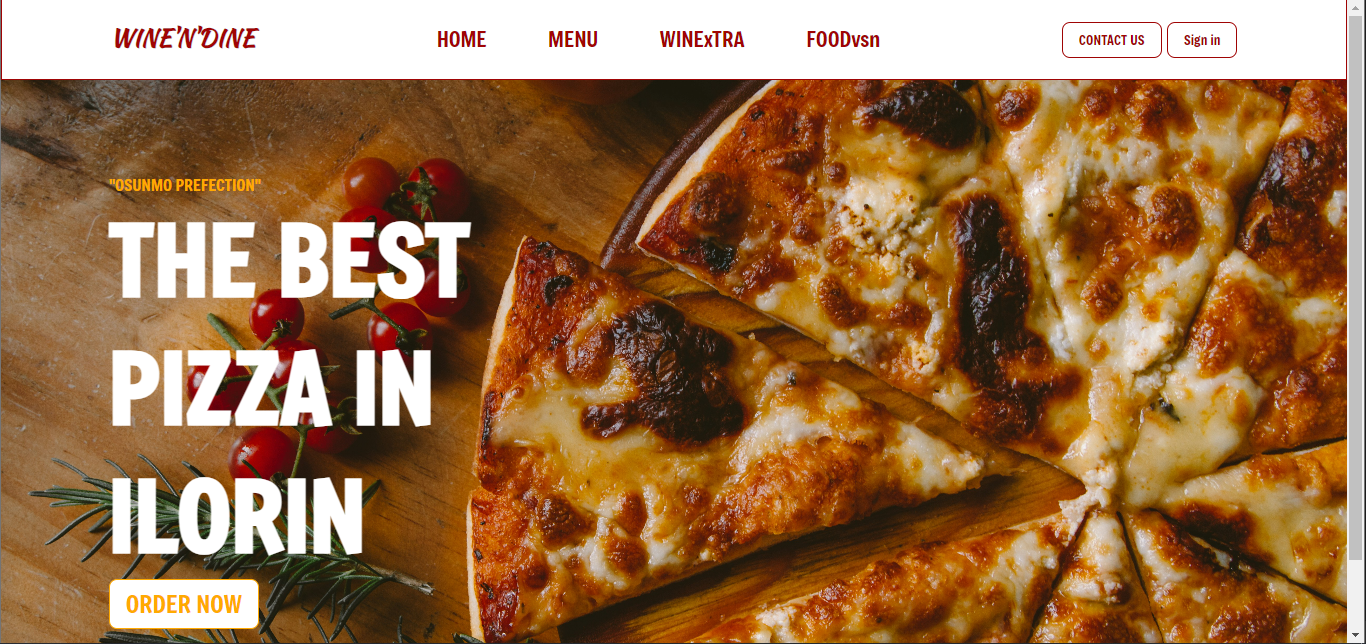 WINE'N'DINE
HOME
MENU
WINExTRA
FOODvsn
CONTACT US
Sign in
"OSUNMO PREFECTION"
THE BEST
PIZZA IN
ILORIN
ORDER NOW